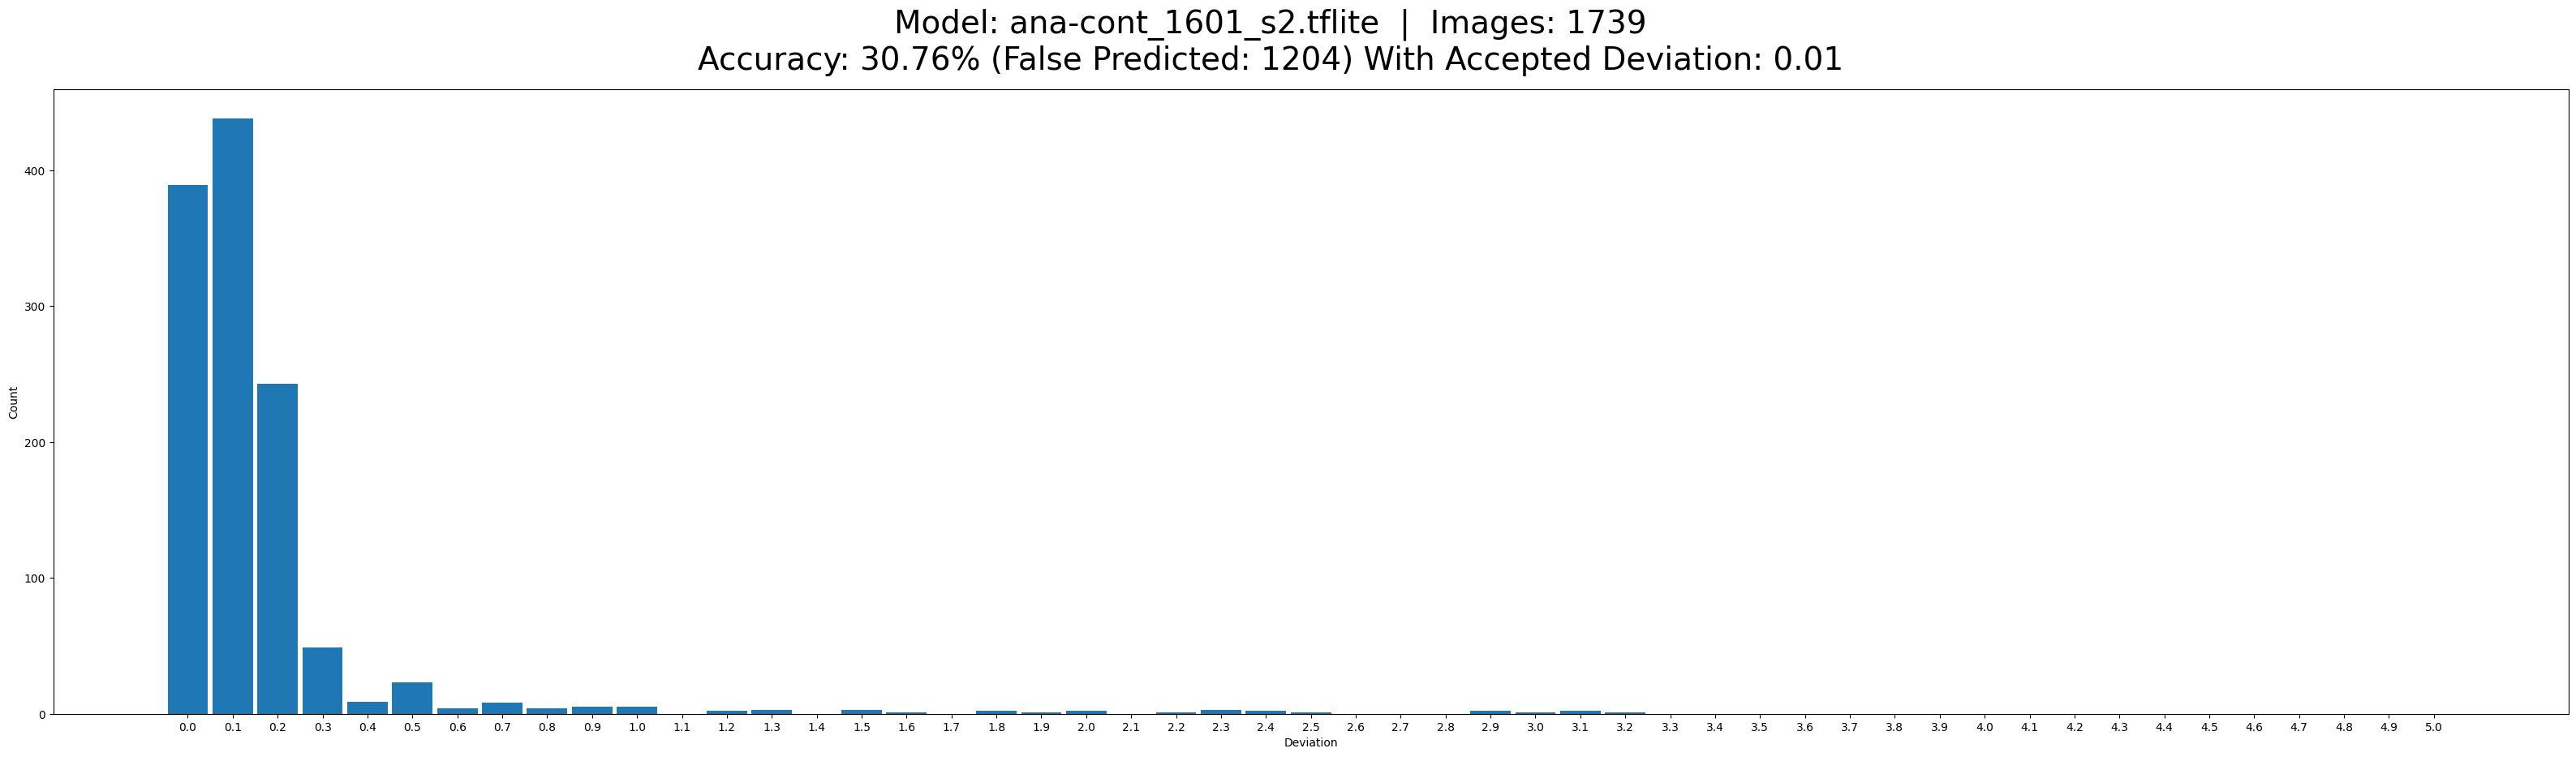 Model: ana-cont_1601_s2.tflite | Images: 1739
Accuracy: 30.76% (False Predicted: 1204) With Accepted Deviation: 0.01
400
300
200
100
0
Count
0.0 0.1 0.2 0.3 0.4 0.5 0.6 0.7 0.8 0.9 1.0 1.1 1.2 1.3 1.4 1.5 1.6 1.7 1.8 1.9 2.0 2.1 2.2 2.3 2.4 2.5 2.6 2.7 2.8 2.9 3.0 3.1 3.2 3.3 3.4 3.5 3.6 3.7 3.8 3.9 4.0 4.1 4.2 4.3 4.4 4.5 4.6 4.7 4.8 4.9 5.0
Deviation